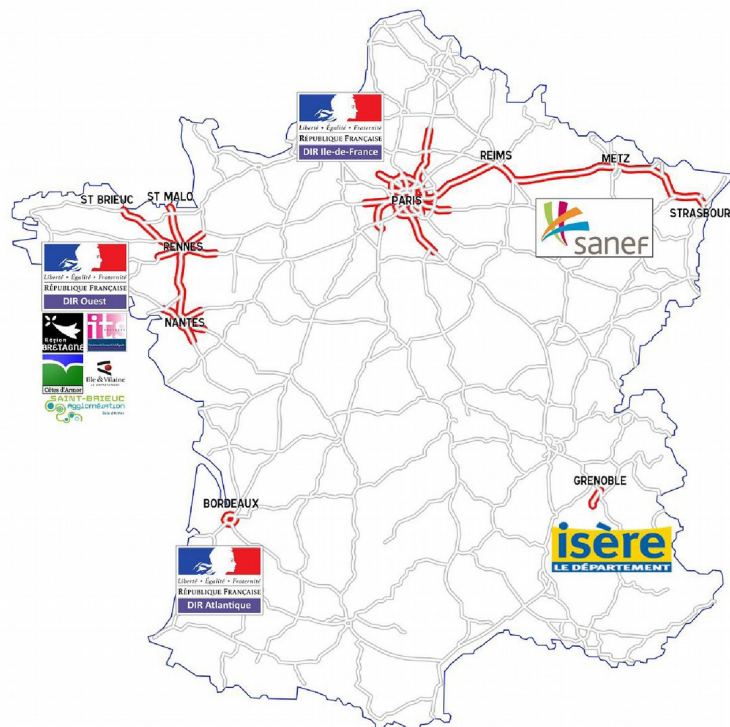 Liberté • Égalité • Fraternité
RÉPUBLIQUE FRANÇAISE
DIR Ile-de-France
REIMS
METZ
PARIS
STRASBOUR
sanef
ST BRIEUC
ST MALO
RENNES
Liberté • Égalité • Fraternité
RÉPUBLIQUE FRANÇAISE
DIR Ouest
NANTES
Région
BRETAGNE
Côtes d'Armor
Ille & Vilaine
SAINT-BRIEUC
Agglomération
GRENOBLE
BORDEAUX
isère
LE DÉPARTEMENT
Liberté • Égalité • Fraternité
RÉPUBLIQUE FRANÇAISE
DIR Atlantique